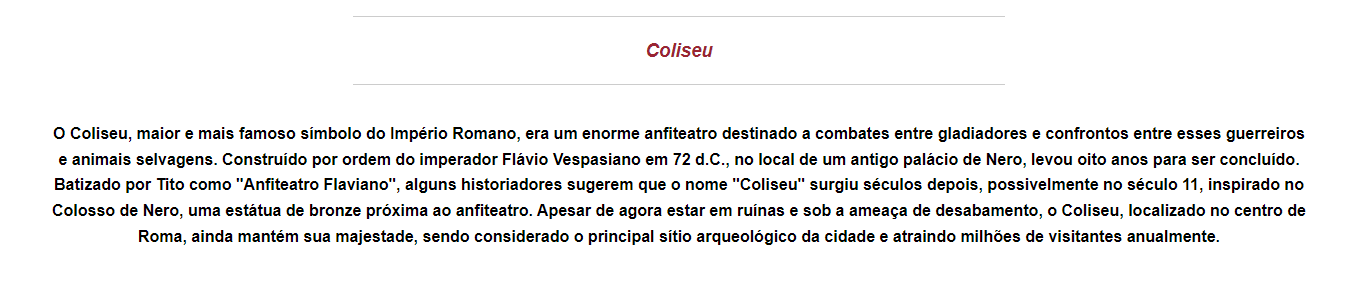 Coliseu
O Coliseu, maior e mais famoso símbolo do Império Romano, era um enorme anfiteatro destinado a combates entre gladiadores e confrontos entre esses guerreiros
e animais selvagens. Construído por ordem do imperador Flávio Vespasiano em 72 d.C., no local de um antigo palácio de Nero, levou oito anos para ser concluído.
Batizado por Tito como "Anfiteatro Flaviano", alguns historiadores sugerem que o nome "Coliseu" surgiu séculos depois, possivelmente no século 11, inspirado no
Colosso de Nero, uma estátua de bronze próxima ao anfiteatro. Apesar de agora estar em ruínas e sob a ameaça de desabamento, o Coliseu, localizado no centro de
Roma, ainda mantém sua majestade, sendo considerado o principal sítio arqueológico da cidade e atraindo milhões de visitantes anualmente.